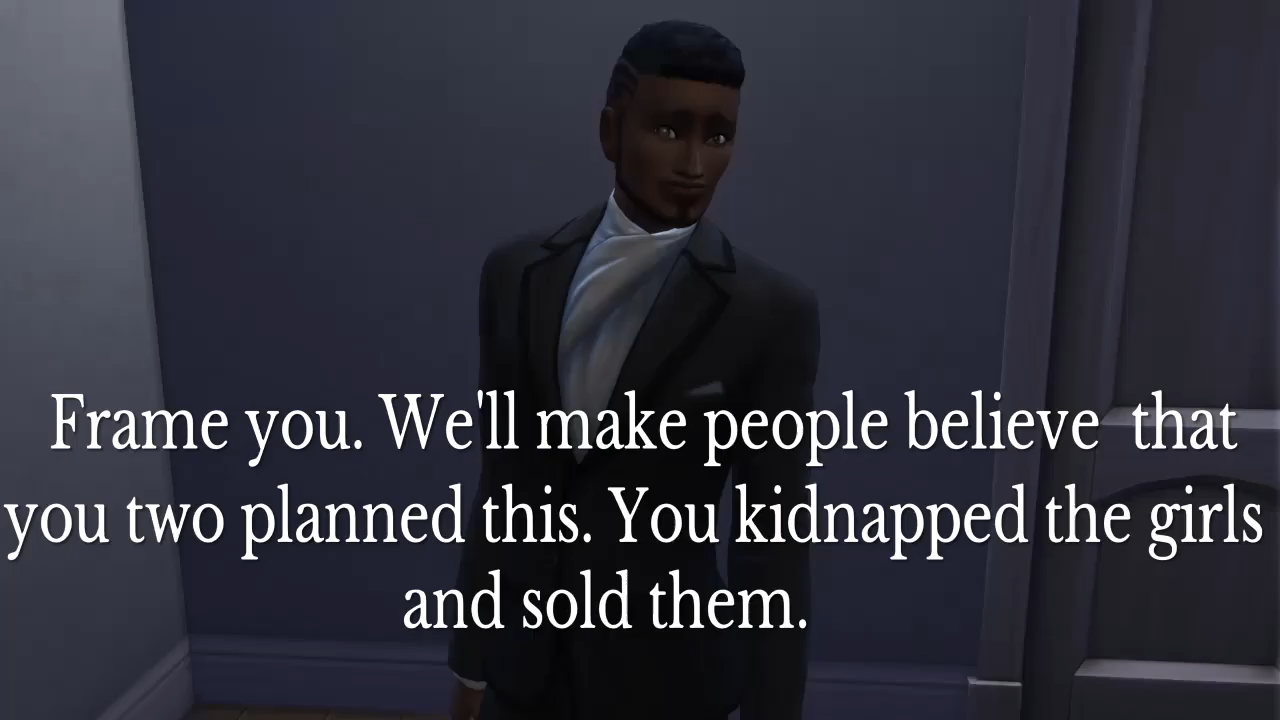 Frame you. We'll make people believe  that
you two planned this. You kidnapped the girls
and sold them.